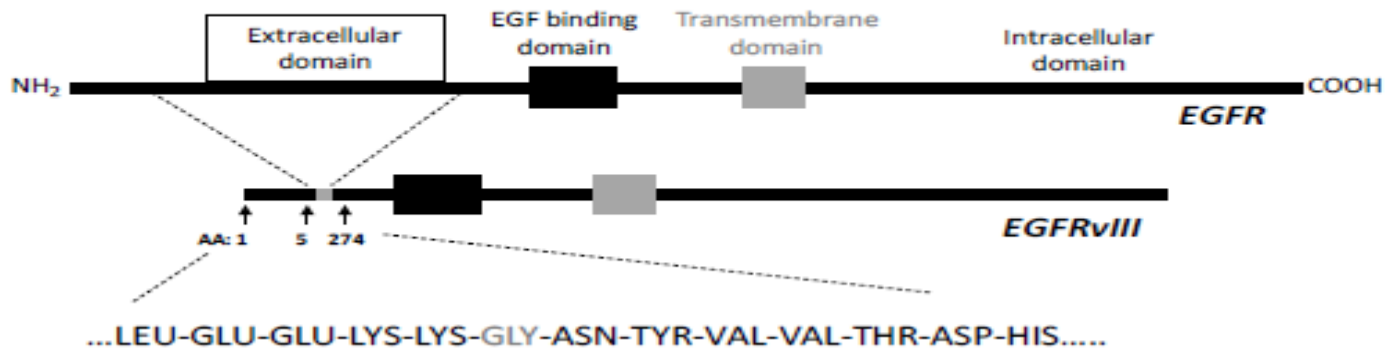 Extracellular domain
EGF binding domain
Transmembrane domain
Intracellular domain
NH2
COOH
EGFR
EGFRvIII
AA: 1 5 274
...LEU-GLU-GLU-LYS-LYS-GLY-ASN-TYR-VAL-VAL-THR-ASP-HIS.....